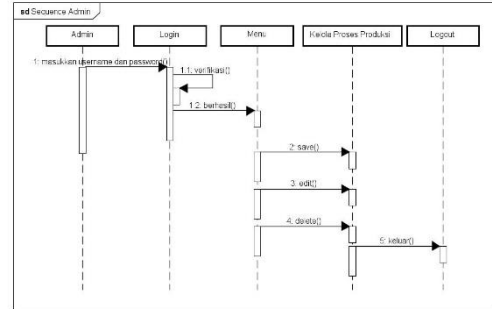 sd Sequence Admin
Admin
Login
Menu
Kelola Proses Produksi
Logout
1: masukkan username dan password()
1.1: verifikasi()
1.2: berhasil()
2: save()
3: edit()
4: delete()
5: keluar()